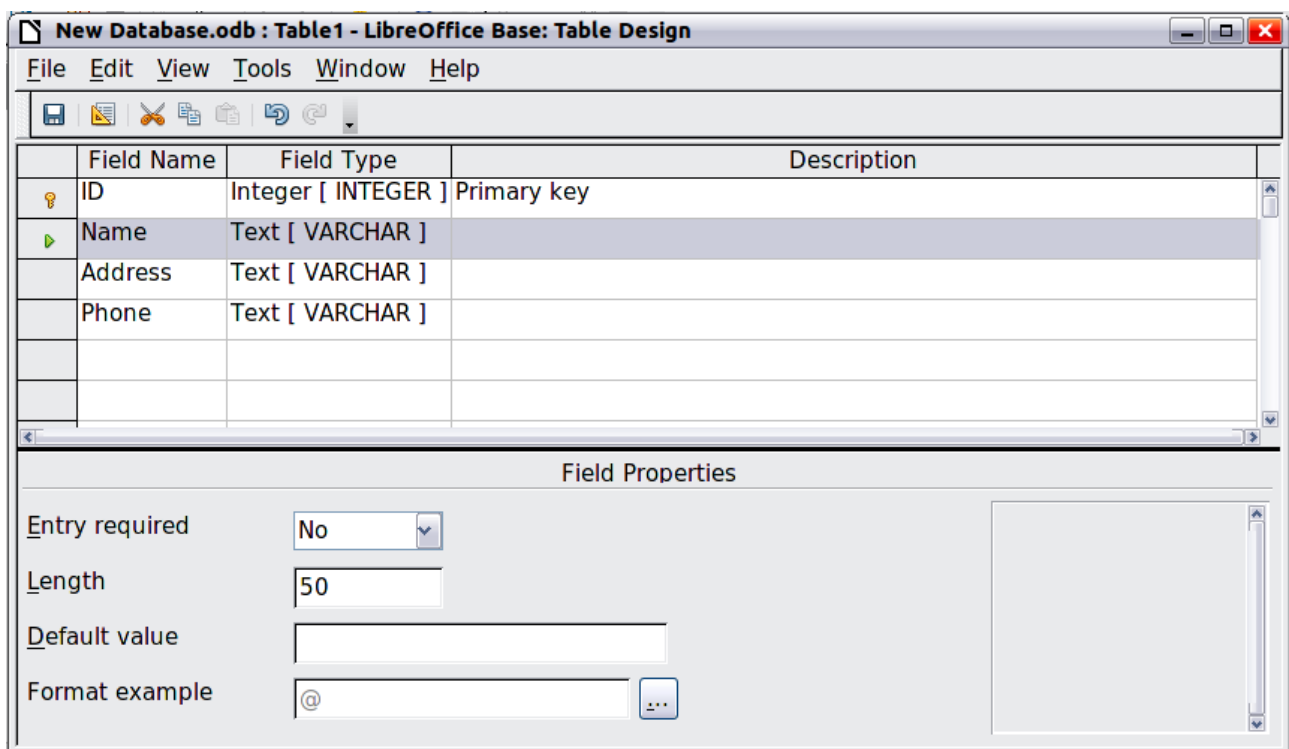 New Database.odb : Table1 - LibreOffice Base: Table Design
File Edit View Tools Window Help
Field Name Field Type Description
ID Integer [ INTEGER ] Primary key
Name Text [ VARCHAR ]
Address Text [ VARCHAR ]
Phone Text [ VARCHAR ]
Field Properties
Entry required No
Length 50
Default value
Format example @ ...